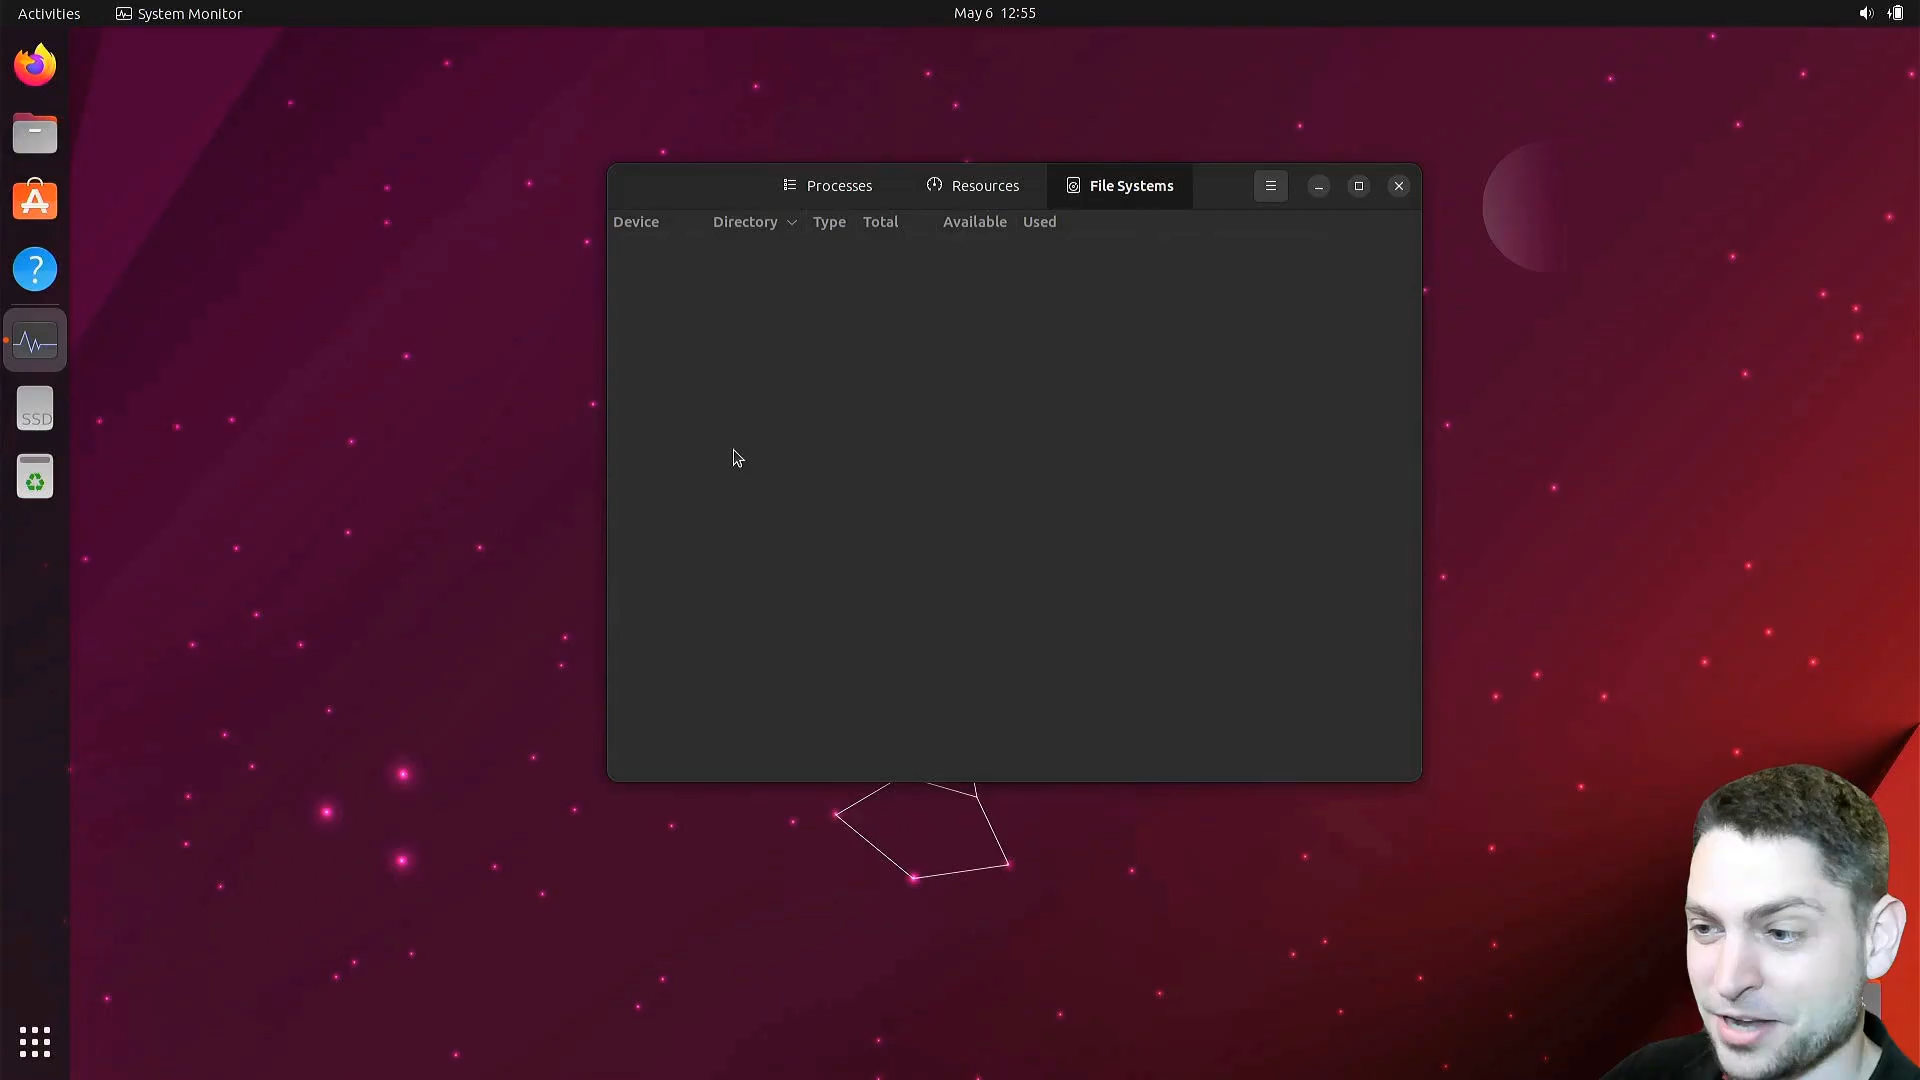 Activities System Monitor May 6 12:55
Processes Resources File Systems
Device Directory Type Total Available Used
SSD